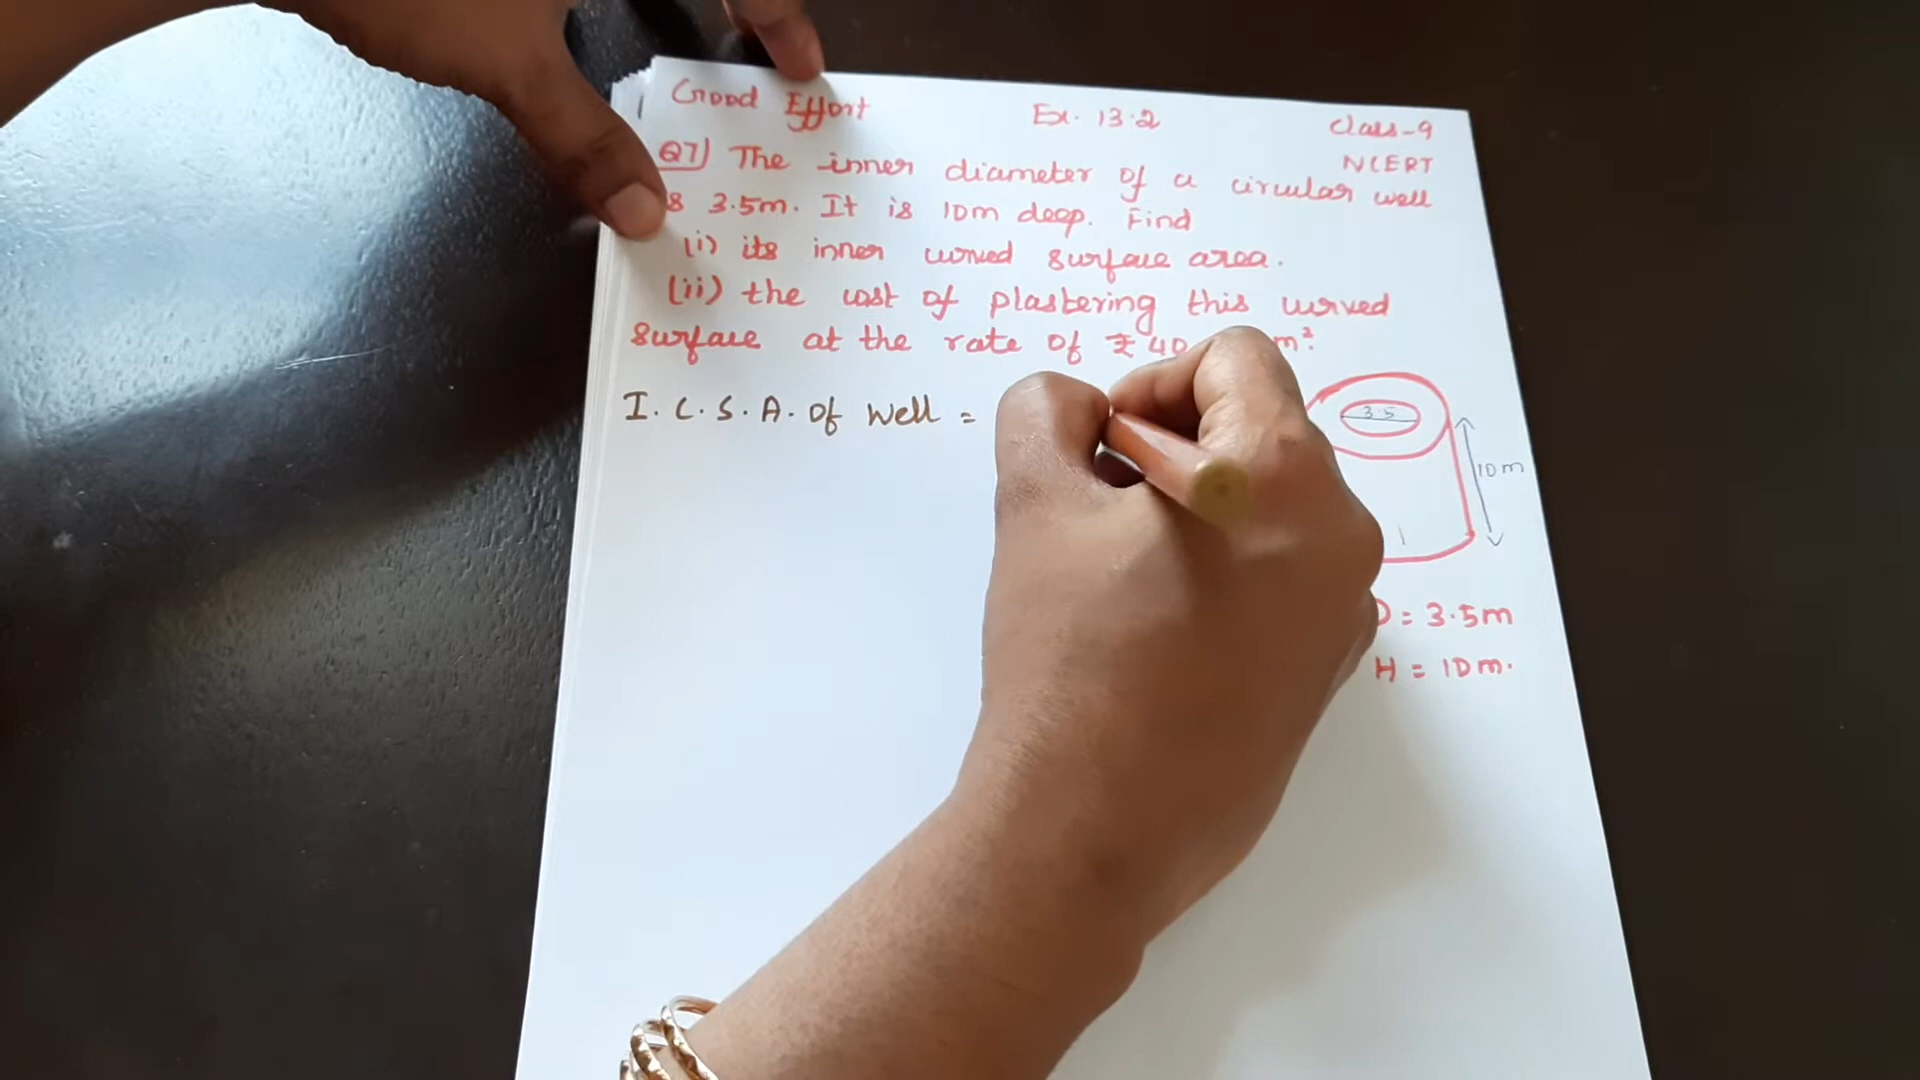 Good Effort Ex. 13.2 Class-9
NCERT
Q7) The inner diameter of a circular well
3.5m. It is 10m deep. Find
(i) its inner curved surface area.
(ii) the cost of plastering this curved
surface at the rate of ₹ 40 m².
I.C.S.A. of Well =
3.5
10m
D = 3.5m
H = 10m.